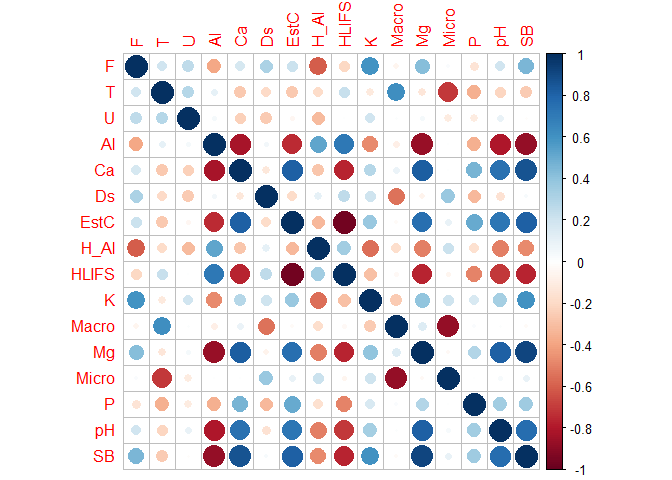 F T U Al Ca Ds EstC H_Al HLIFS K Macro Mg Micro P pH SB
F
T
U
Al
Ca
Ds
EstC
H_Al
HLIFS
K
Macro
Mg
Micro
P
pH
SB
1
0.8
0.6
0.4
0.2
0
-0.2
-0.4
-0.6
-0.8
-1